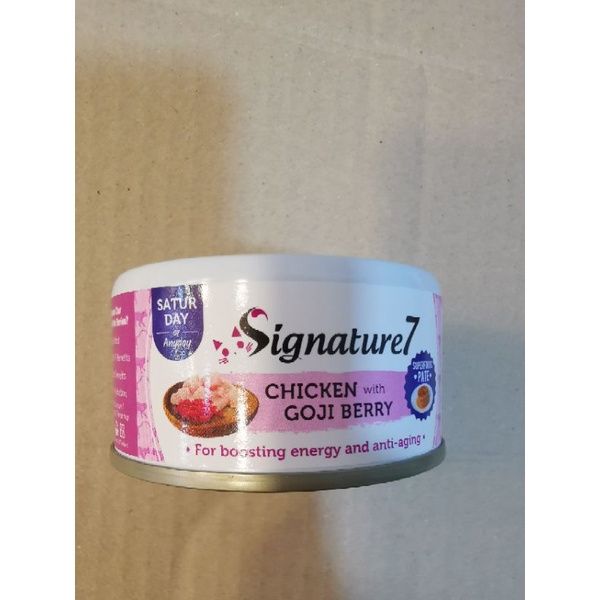 SATUR
DAY
or
Anyday
Signature7
CHICKEN with
GOJI BERRY
SUPERFOOD
PATE
• For boosting energy and anti-aging •